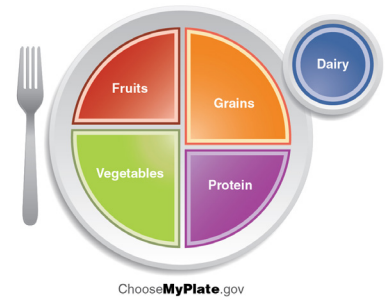 Dairy
Fruits
Grains
Vegetables
Protein
ChooseMyPlate.gov